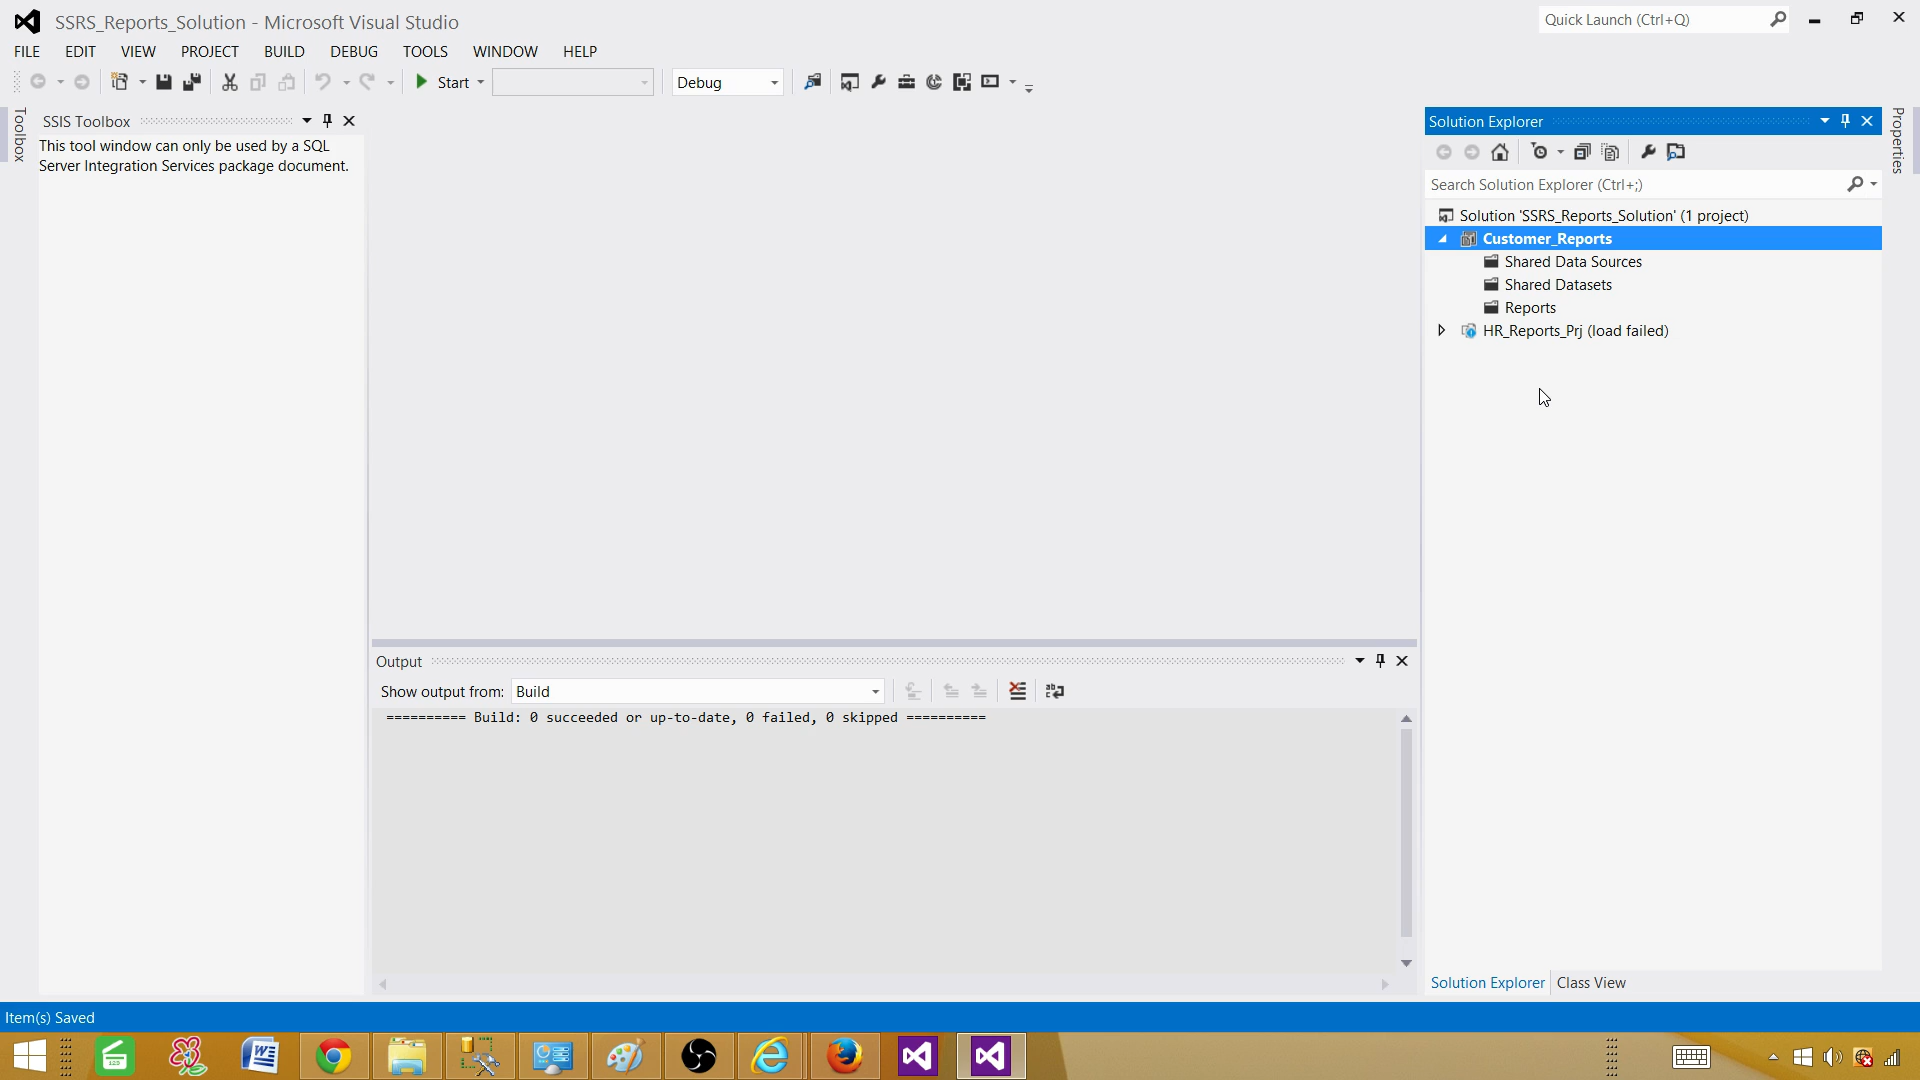 SSRS_Reports_Solution - Microsoft Visual Studio
Quick Launch (Ctrl+Q)
FILE EDIT VIEW PROJECT BUILD DEBUG TOOLS WINDOW HELP
Start Debug
Toolbox
SSIS Toolbox
This tool window can only be used by a SQL
Server Integration Services package document.
Solution Explorer
Properties
Search Solution Explorer (Ctrl+;)
Solution 'SSRS_Reports_Solution' (1 project)
Customer_Reports
Shared Data Sources
Shared Datasets
Reports
HR_Reports_Prj (load failed)
Output
Show output from: Build
========== Build: 0 succeeded or up-to-date, 0 failed, 0 skipped ==========
Solution Explorer Class View
Item(s) Saved